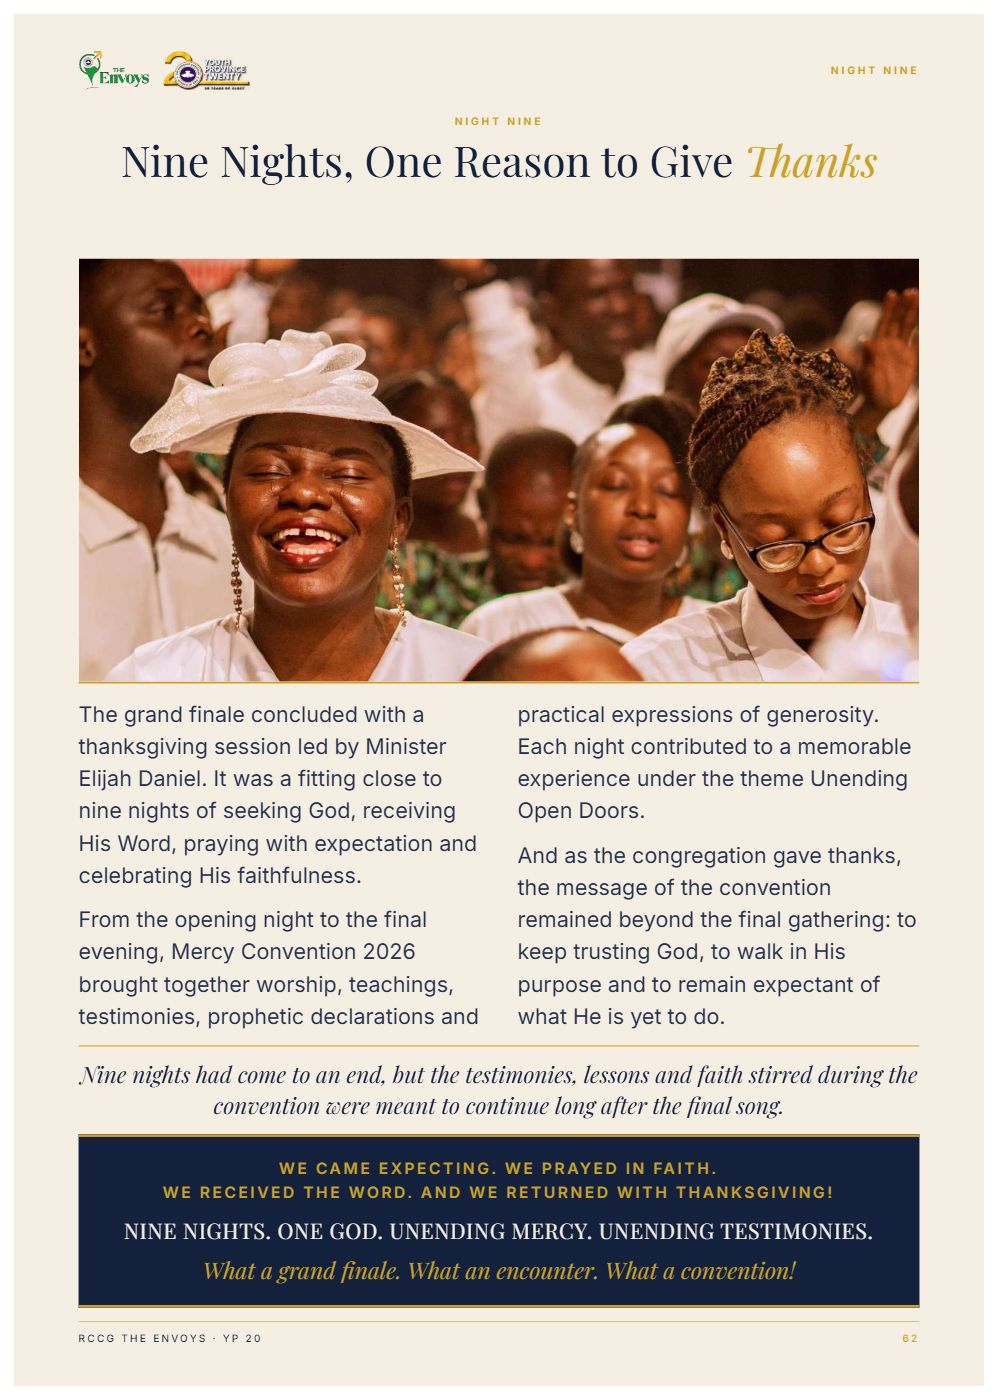 THE
Envoys
YOUTH
PROVINCE
TWENTY
NIGHT NINE
NIGHT NINE
Nine Nights, One Reason to Give Thanks
The grand finale concluded with a
thanksgiving session led by Minister
Elijah Daniel. It was a fitting close to
nine nights of seeking God, receiving
His Word, praying with expectation and
celebrating His faithfulness.
From the opening night to the final
evening, Mercy Convention 2026
brought together worship, teachings,
testimonies, prophetic declarations and
practical expressions of generosity.
Each night contributed to a memorable
experience under the theme Unending
Open Doors.
And as the congregation gave thanks,
the message of the convention
remained beyond the final gathering: to
keep trusting God, to walk in His
purpose and to remain expectant of
what He is yet to do.
Nine nights had come to an end, but the testimonies, lessons and faith stirred during the
convention were meant to continue long after the final song.
WE CAME EXPECTING. WE PRAYED IN FAITH.
WE RECEIVED THE WORD. AND WE RETURNED WITH THANKSGIVING!
NINE NIGHTS. ONE GOD. UNENDING MERCY. UNENDING TESTIMONIES.
What a grand finale. What an encounter. What a convention!
RCCG THE ENVOYS · YP 20
62